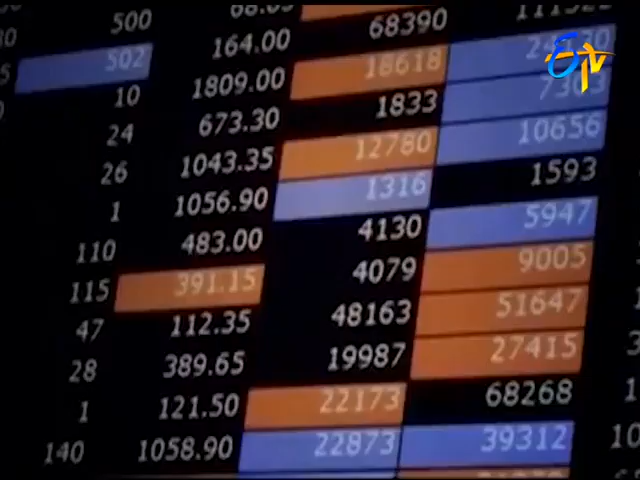 500 68390
502 164.00 18618
10 1809.00 1833 7303
24 673.30 12780 10656
26 1043.35 1316 1593
1 1056.90 4130 5947
110 483.00 4079 9005
115 391.15 48163 51647
47 112.35 19987 27415
28 389.65 22173 68268
1 121.50 22873 39312
140 1058.90
ETV